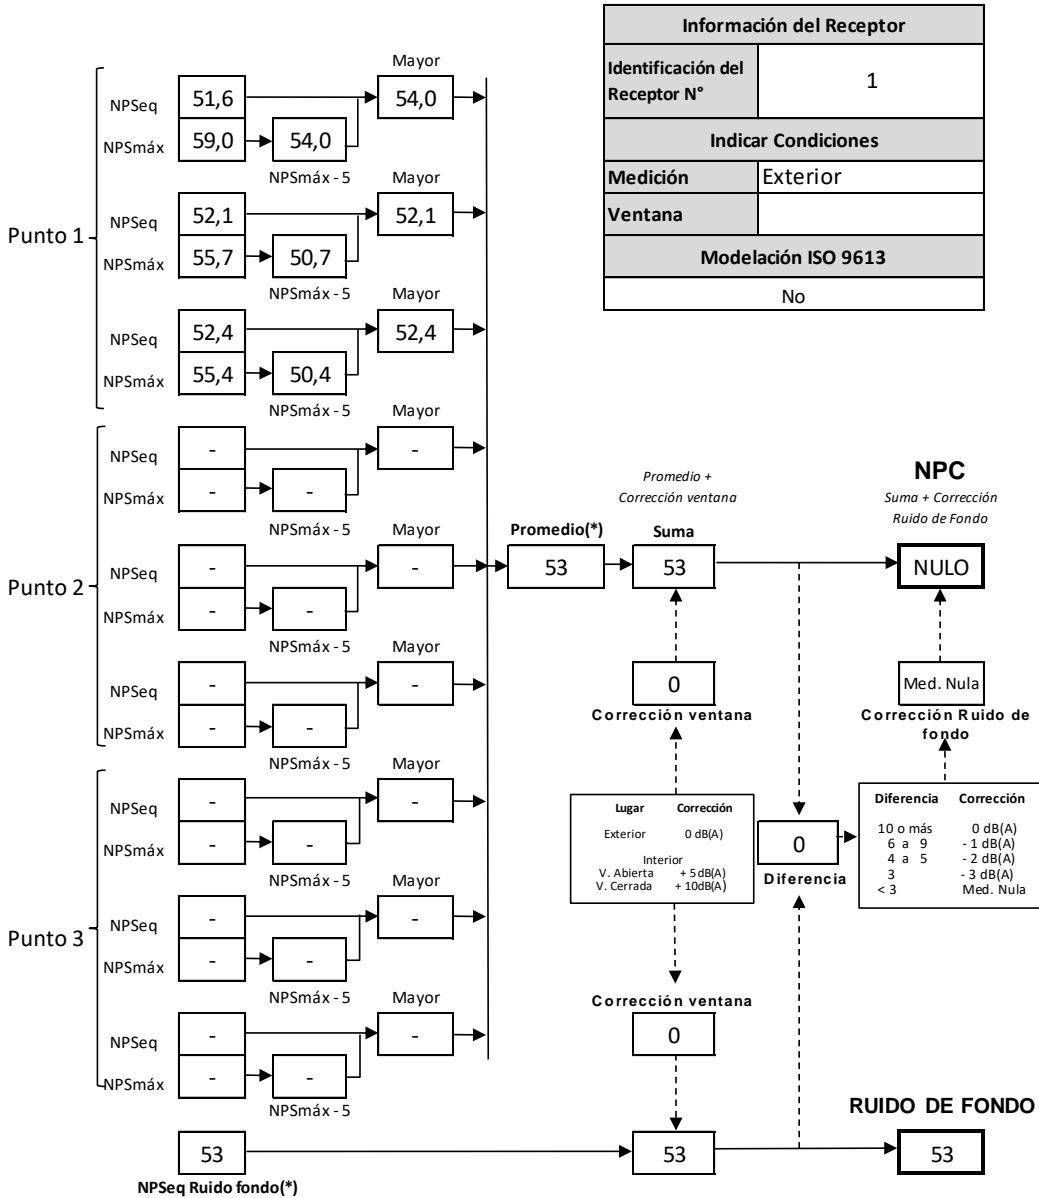 Información del Receptor
Identificación del
Receptor N°
1
Indicar Condiciones
Medición
Exterior
Ventana
Modelación ISO 9613
No
Punto 1
Mayor
NPSeq
51,6
54,0
NPSmáx
59,0
54,0
NPSmáx - 5
Mayor
NPSeq
52,1
52,1
NPSmáx
55,7
50,7
NPSmáx - 5
Mayor
NPSeq
52,4
52,4
NPSmáx
55,4
50,4
NPSmáx - 5
Punto 2
Mayor
NPSeq
-
-
NPSmáx
-
-
NPSmáx - 5
Mayor
NPSeq
-
-
NPSmáx
-
-
NPSmáx - 5
Mayor
NPSeq
-
-
NPSmáx
-
-
NPSmáx - 5
Punto 3
Mayor
NPSeq
-
-
NPSmáx
-
-
NPSmáx - 5
Mayor
NPSeq
-
-
NPSmáx
-
-
NPSmáx - 5
Mayor
NPSeq
-
-
NPSmáx
-
-
NPSmáx - 5
Promedio(*)
53
Promedio +
Corrección ventana
Suma
53
NPC
Suma + Corrección
Ruido de Fondo
NULO
0
Corrección ventana
Med. Nula
Corrección Ruido de
fondo
Lugar Corrección
Exterior 0 dB(A)
Interior
V. Abierta + 5dB(A)
V. Cerrada + 10dB(A)
0
Diferencia
Diferencia Corrección
10 o más 0 dB(A)
6 a 9 - 1 dB(A)
4 a 5 - 2 dB(A)
3 - 3 dB(A)
< 3 Med. Nula
Corrección ventana
0
RUIDO DE FONDO
53
53
53
NPSeq Ruido fondo(*)